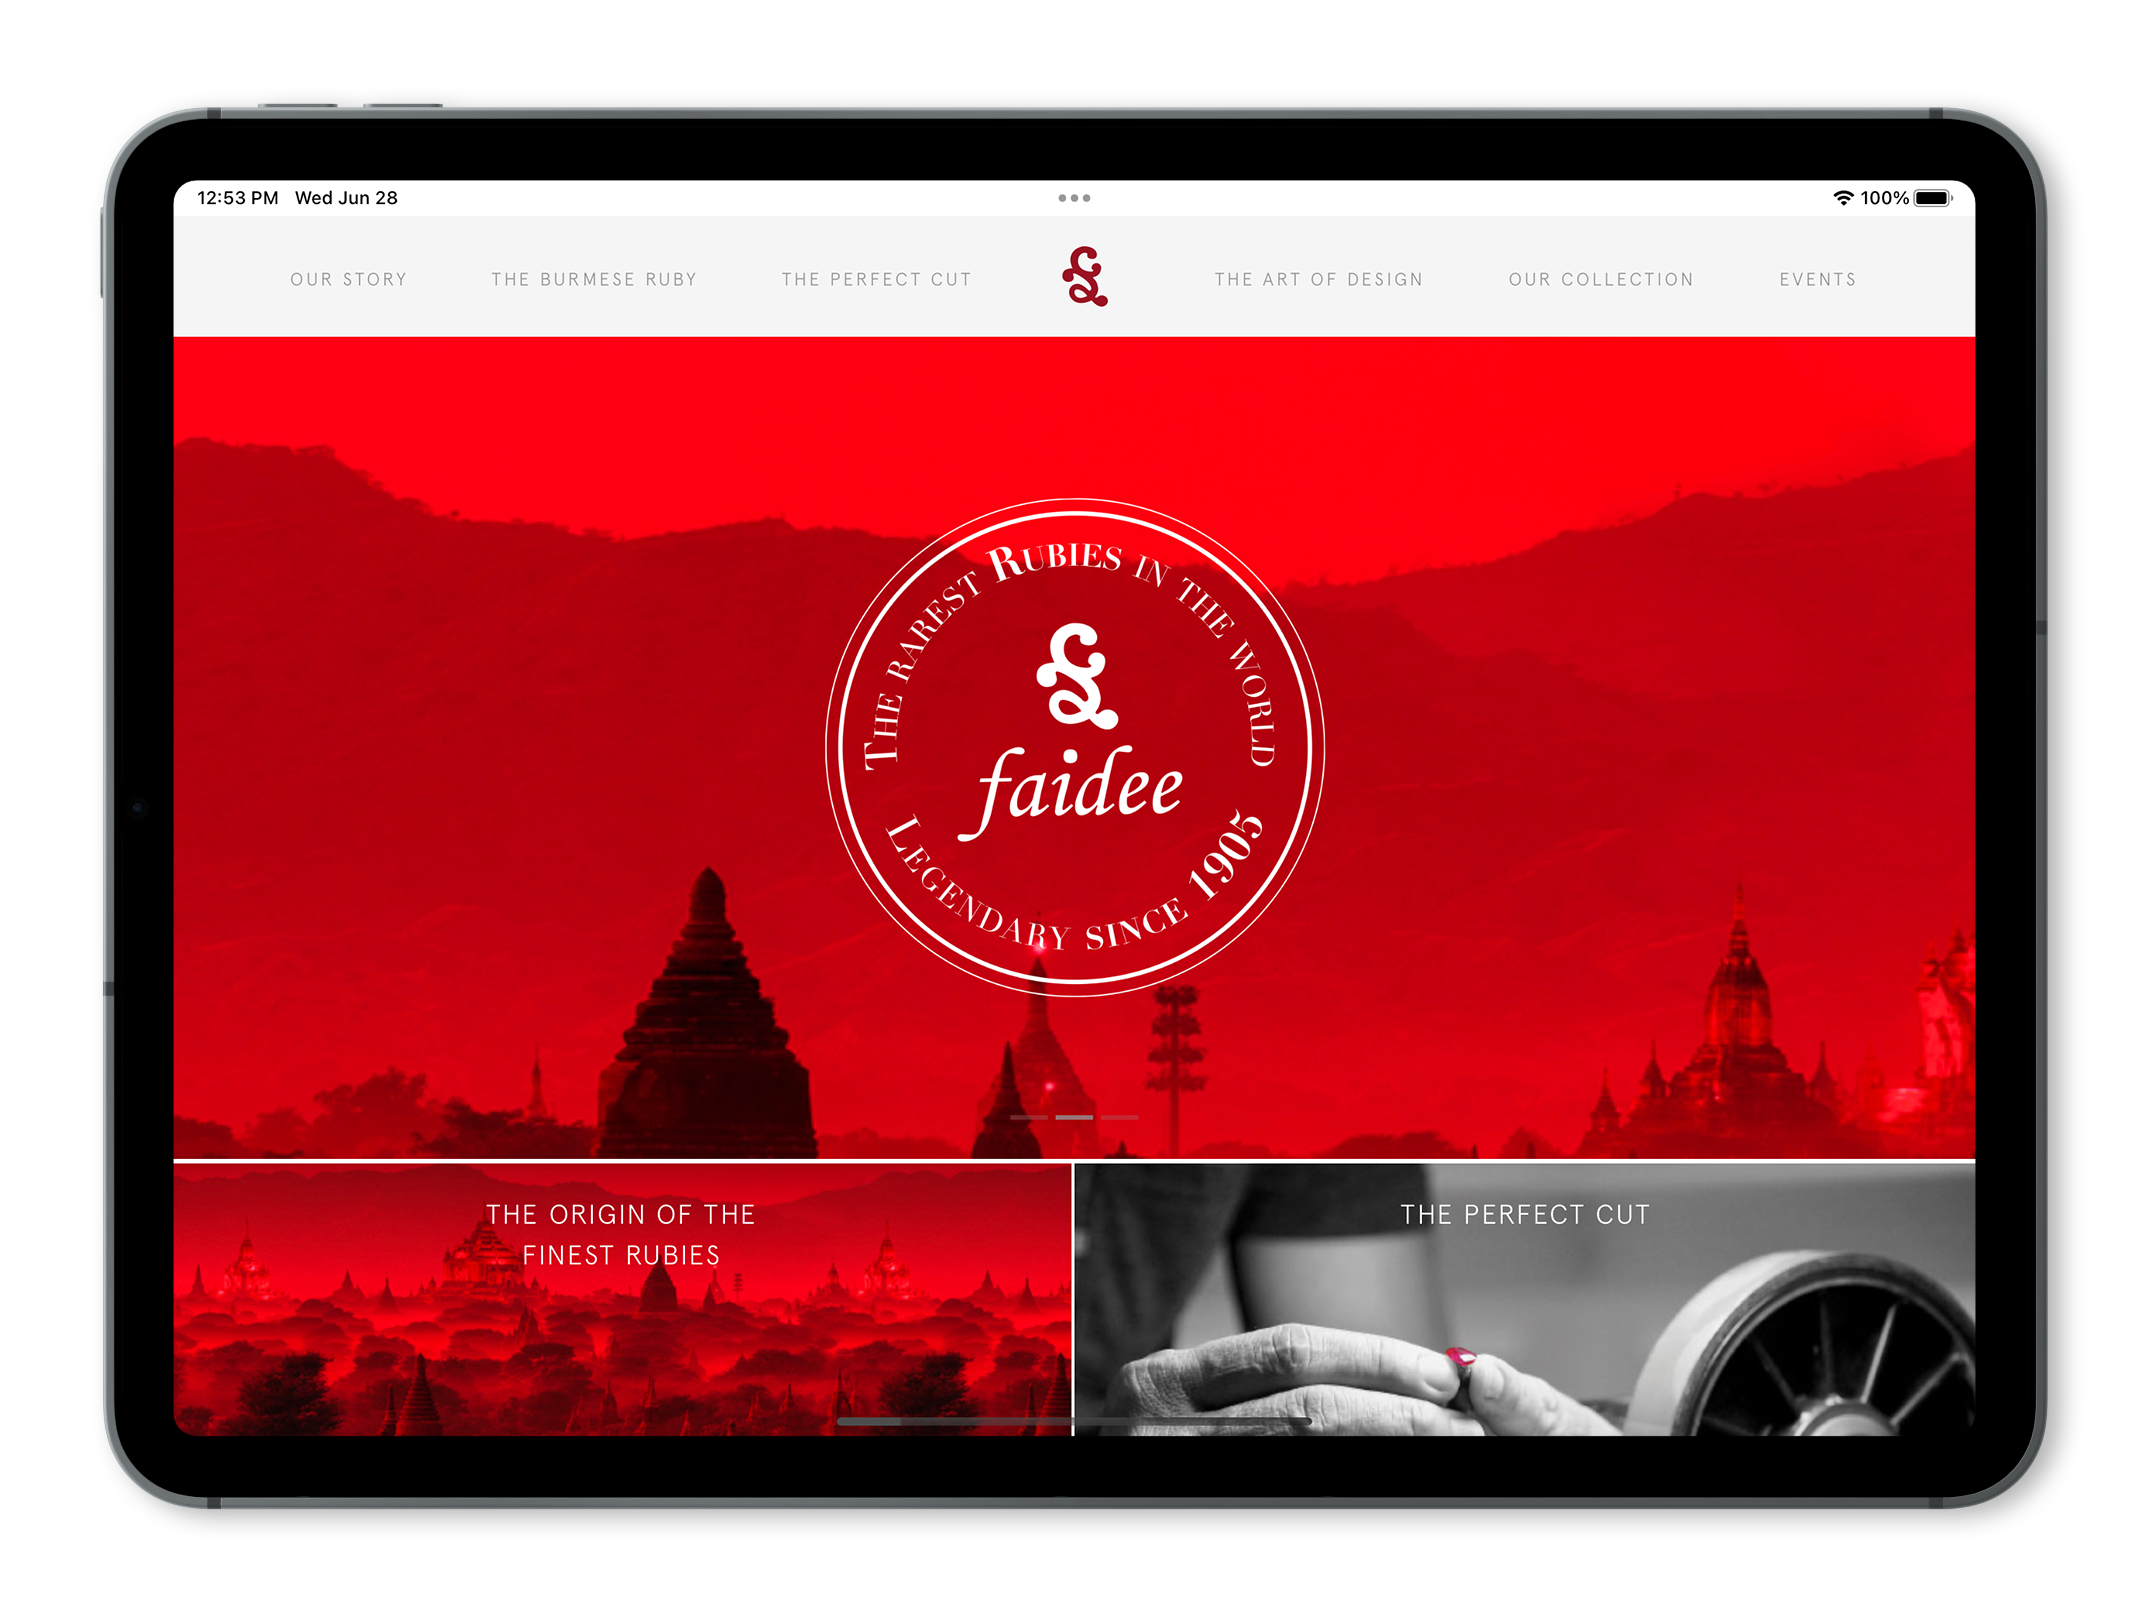 12:53 PM Wed Jun 28
100%
OUR STORY
THE BURMESE RUBY
THE PERFECT CUT
THE ART OF DESIGN
OUR COLLECTION
EVENTS
THE RAREST RUBIES IN THE WORLD
faidee
LEGENDARY SINCE 1905
THE ORIGIN OF THE
FINEST RUBIES
THE PERFECT CUT